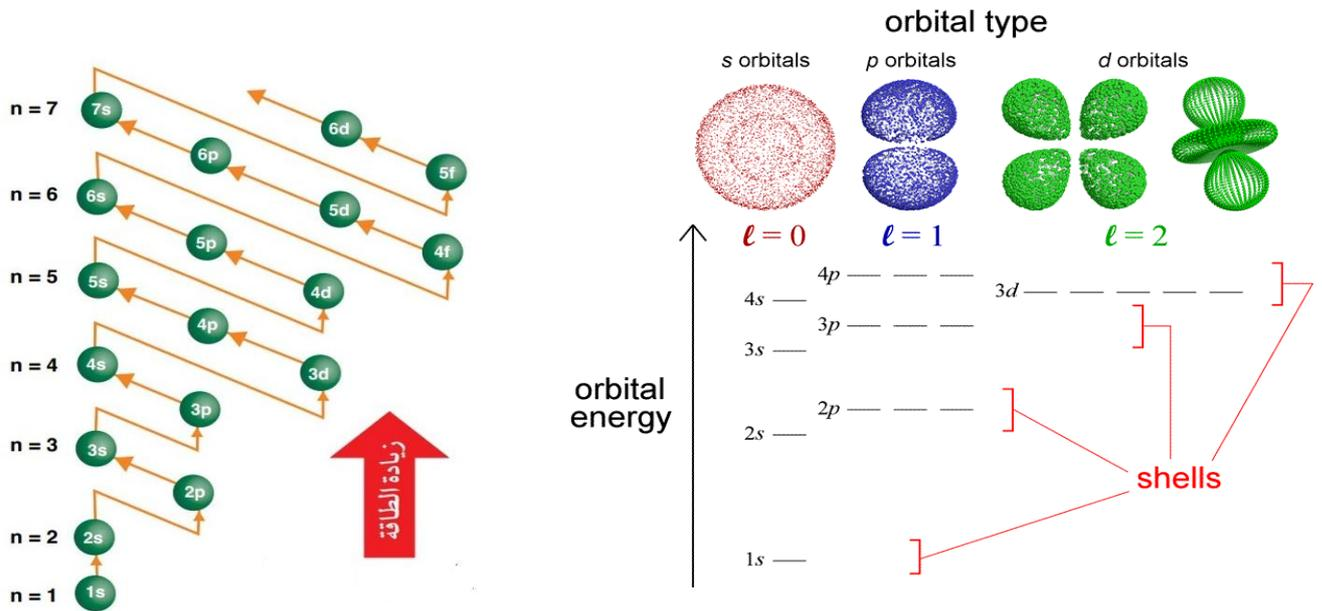 n = 7
7s
6p
6d
5f
n = 6
6s
5p
5d
4f
n = 5
5s
4p
4d
n = 4
4s
3p
3d
n = 3
3s
2p
n = 2
2s
n = 1
1s
زيادة الطاقة
orbital type
s orbitals p orbitals d orbitals
ℓ = 0 ℓ = 1 ℓ = 2
orbital
energy
4p
4s
3d
3p
3s
2p
2s
1s
shells